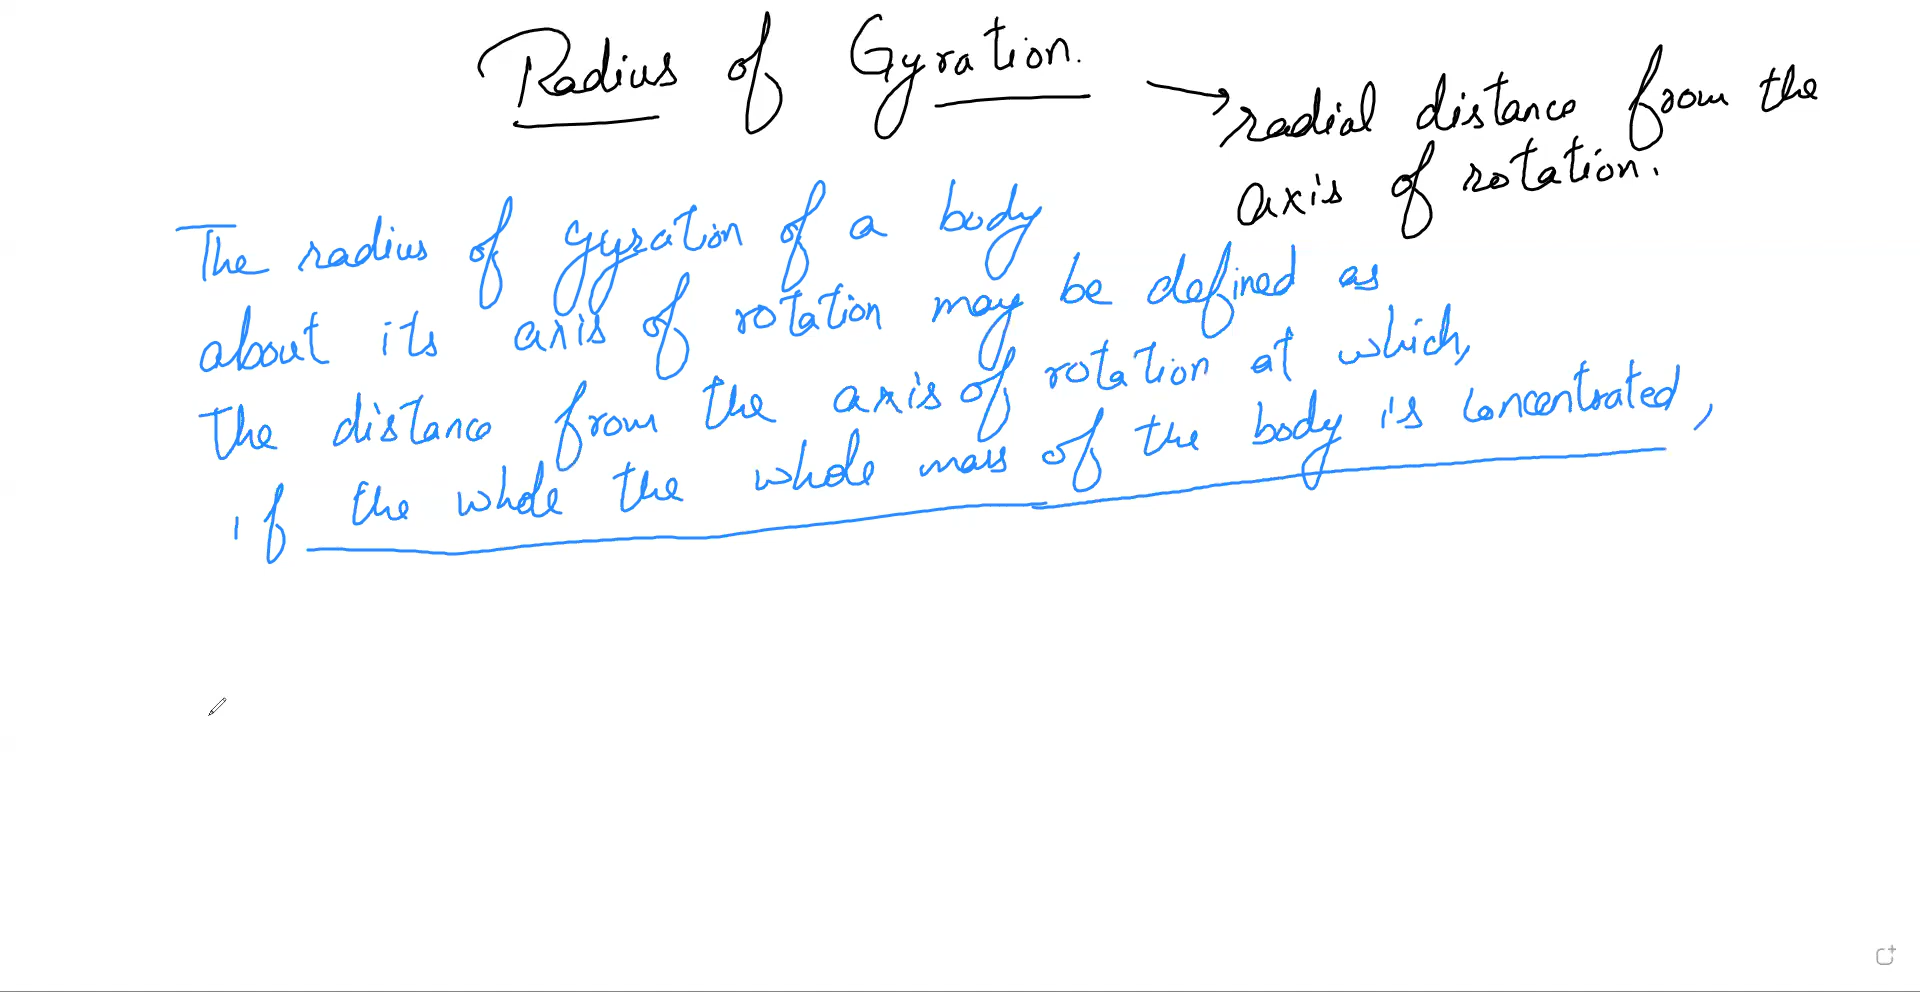 Radius of Gyration.
→ radial distance from the
axis of rotation.
The radius of gyration of a body
about its axis of rotation may be defined as
the distance from the axis of rotation at which,
if the whole the whole mass of the body is concentrated,